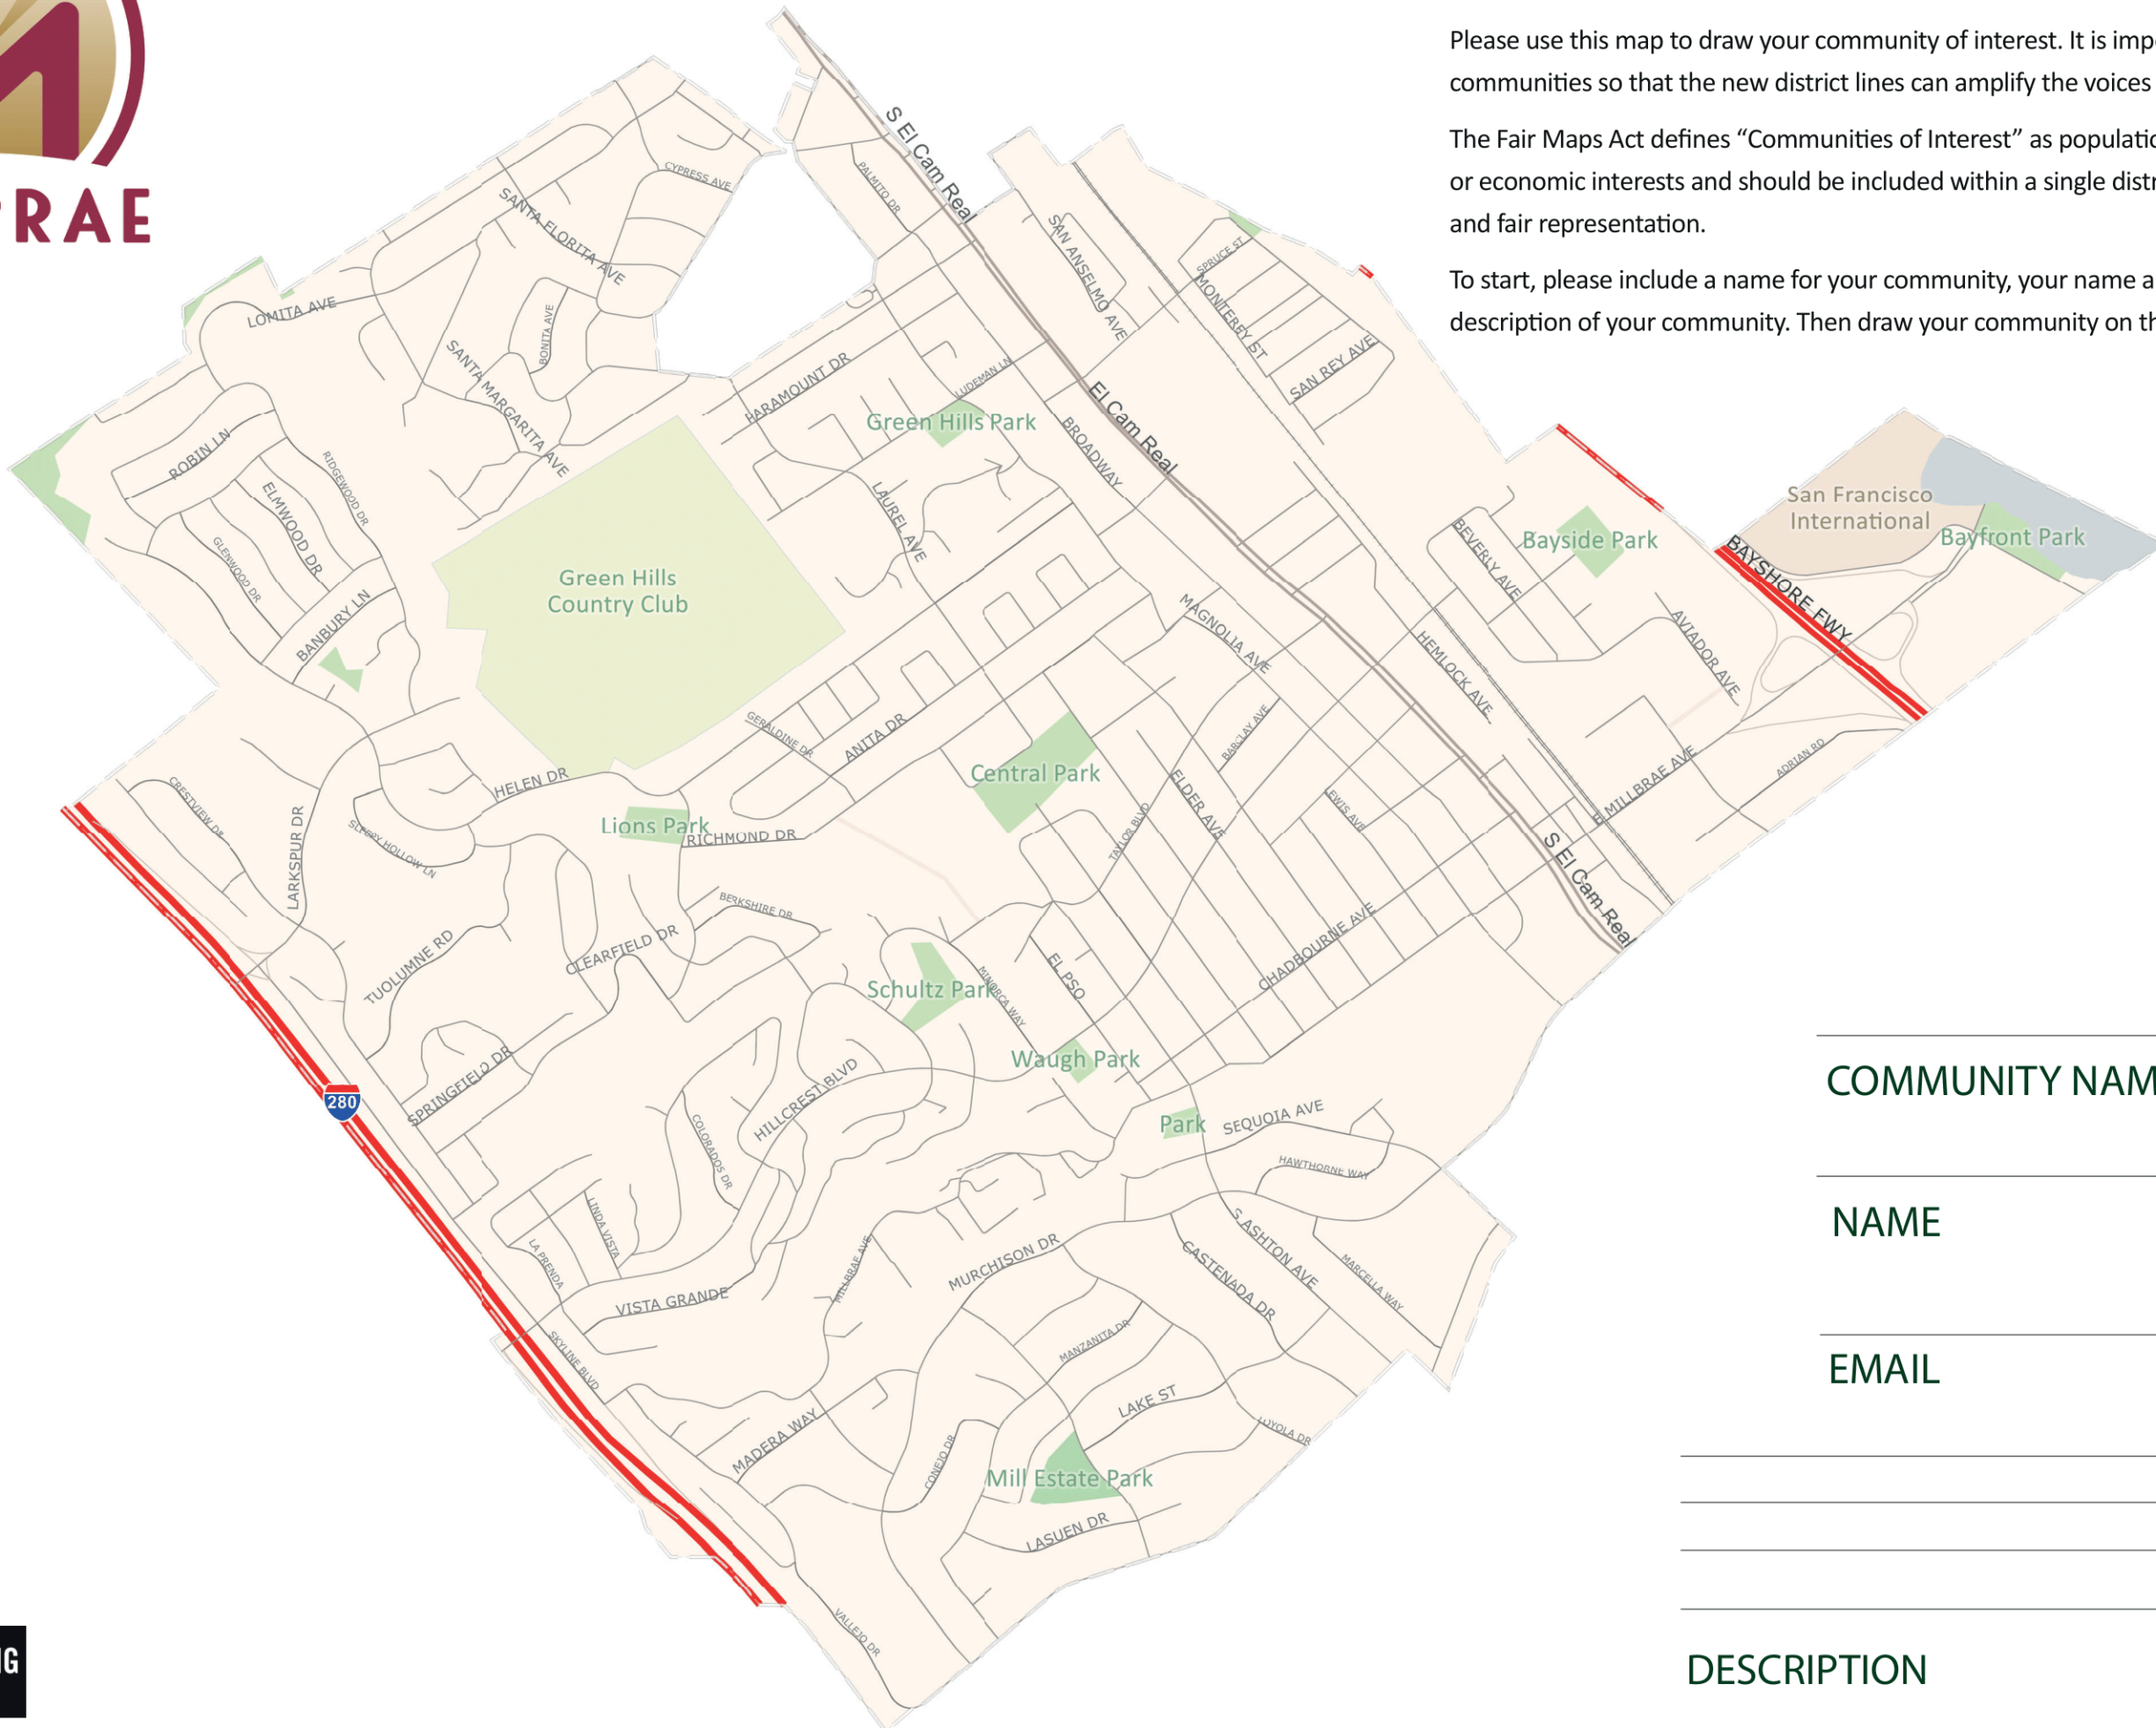 RAE
Please use this map to draw your community of interest. It is imp
communities so that the new district lines can amplify the voices
The Fair Maps Act defines “Communities of Interest” as populatio
or economic interests and should be included within a single distr
and fair representation.
To start, please include a name for your community, your name a
description of your community. Then draw your community on th
S El Cam Real
PALMITO DR
CYPRESS AVE
SANTA FLORITA AVE
SAN ANSELMO AVE
SPRUCE ST
MONTEREY ST
SAN REY AVE
LOMITA AVE
BONITA AVE
SANTA MARGARITA AVE
PARAMOUNT DR
LUDEMAN LN
Green Hills Park
El Cam Real
BROADWAY
ROBIN LN
RIDGEWOOD DR
ELMWOOD DR
GLENWOOD DR
BANBURY LN
LAUREL AVE
San Francisco
International
Bayfront Park
Bayside Park
BEVERLY AVE
BAYSHORE FWY
Green Hills
Country Club
MAGNOLIA AVE
HEMLOCK AVE
AVIADOR AVE
GERALDINE DR
ANITA DR
BARCLAY AVE
Central Park
ADRIAN RD
E MILLBRAE AVE
HELEN DR
CRESTVIEW DR
LARKSPUR DR
SLEEPY HOLLOW LN
Lions Park
RICHMOND DR
TAYLOR BLVD
ELDER AVE
LEWIS AVE
S El Cam Real
BERKSHIRE DR
CLEARFIELD DR
TUOLUMNE RD
CHADBOURNE AVE
Schultz Park
MINORCA WAY
EL PSO
Waugh Park
280
SPRINGFIELD DR
HILLCREST BLVD
COLORADOS DR
Park
SEQUOIA AVE
HAWTHORNE WAY
COMMUNITY NAM
NAME
LINDA VISTA
LA PRENDA
VISTA GRANDE
MILLBRAE AVE
MURCHISON DR
S ASHTON AVE
CASTENADA DR
MARCELLA WAY
SKYLINE BLVD
MANZANITA DR
EMAIL
LAKE ST
LOYOLA DR
MADERA WAY
CONEJO DR
Mill Estate Park
LASUEN DR
VALLEJO DR
DESCRIPTION